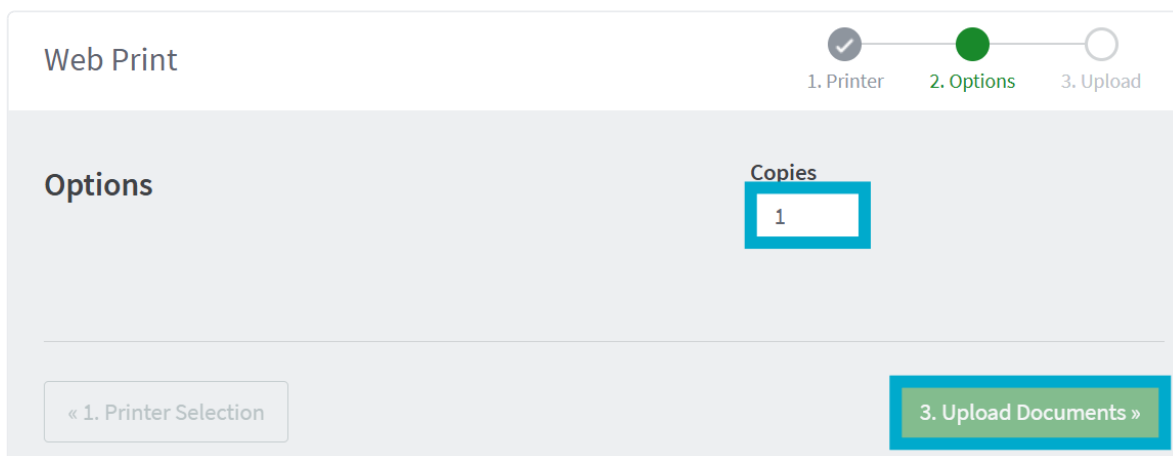 Web Print
1. Printer
2. Options
3. Upload
Options
Copies
1
« 1. Printer Selection
3. Upload Documents »